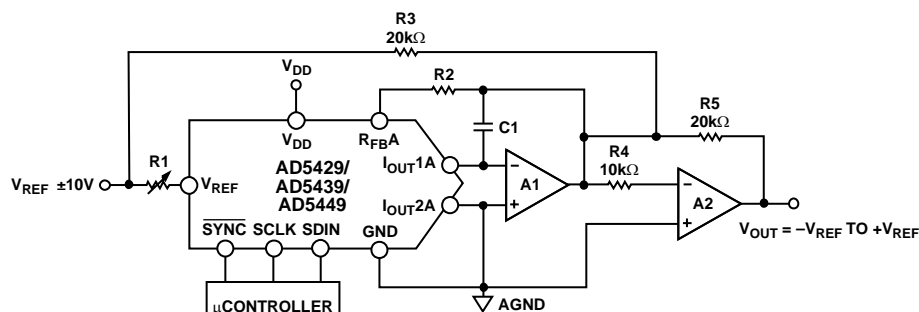 R3
20kΩ
VDD
R2
R5
20kΩ
VDD
RFBA
C1
R1
IOUT1A
R4
10kΩ
AD5429/
AD5439/
AD5449
VREF ±10V
VREF
A1
–
+
IOUT2A
A2
–
+
SYNC SCLK SDIN
GND
VOUT = –VREF TO +VREF
μCONTROLLER
AGND